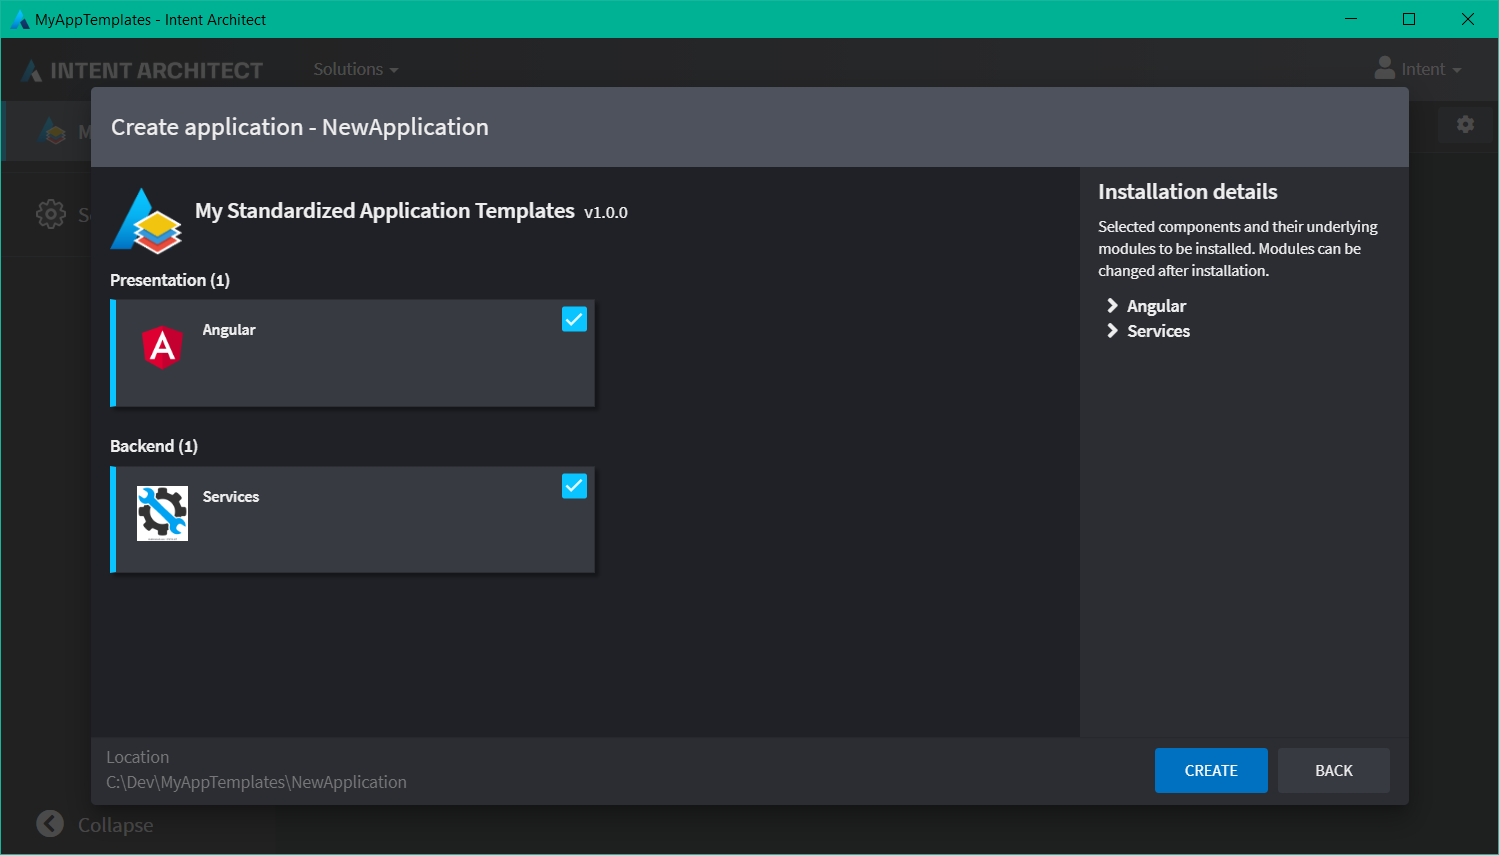 MyAppTemplates - Intent Architect
INTENT ARCHITECT
Solutions
Intent
Create application - NewApplication
My Standardized Application Templates v1.0.0
Presentation (1)
Angular
Backend (1)
Services
Installation details
Selected components and their underlying
modules to be installed. Modules can be
changed after installation.
Angular
Services
Location
C:\Dev\MyAppTemplates\NewApplication
CREATE
BACK
Collapse